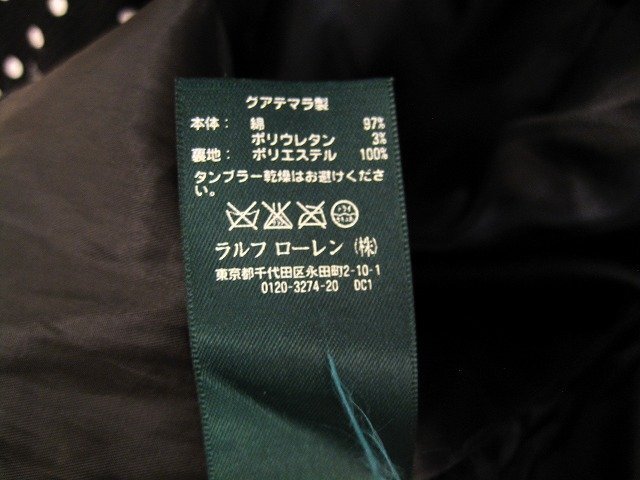 グアテマラ製
本体: 綿 97%
ポリウレタン 3%
裏地: ポリエステル 100%
タンブラー乾燥はお避けくださ
い。
ラルフ ローレン (株)
東京都千代田区永田町2-10-1
0120-3274-20 DC1